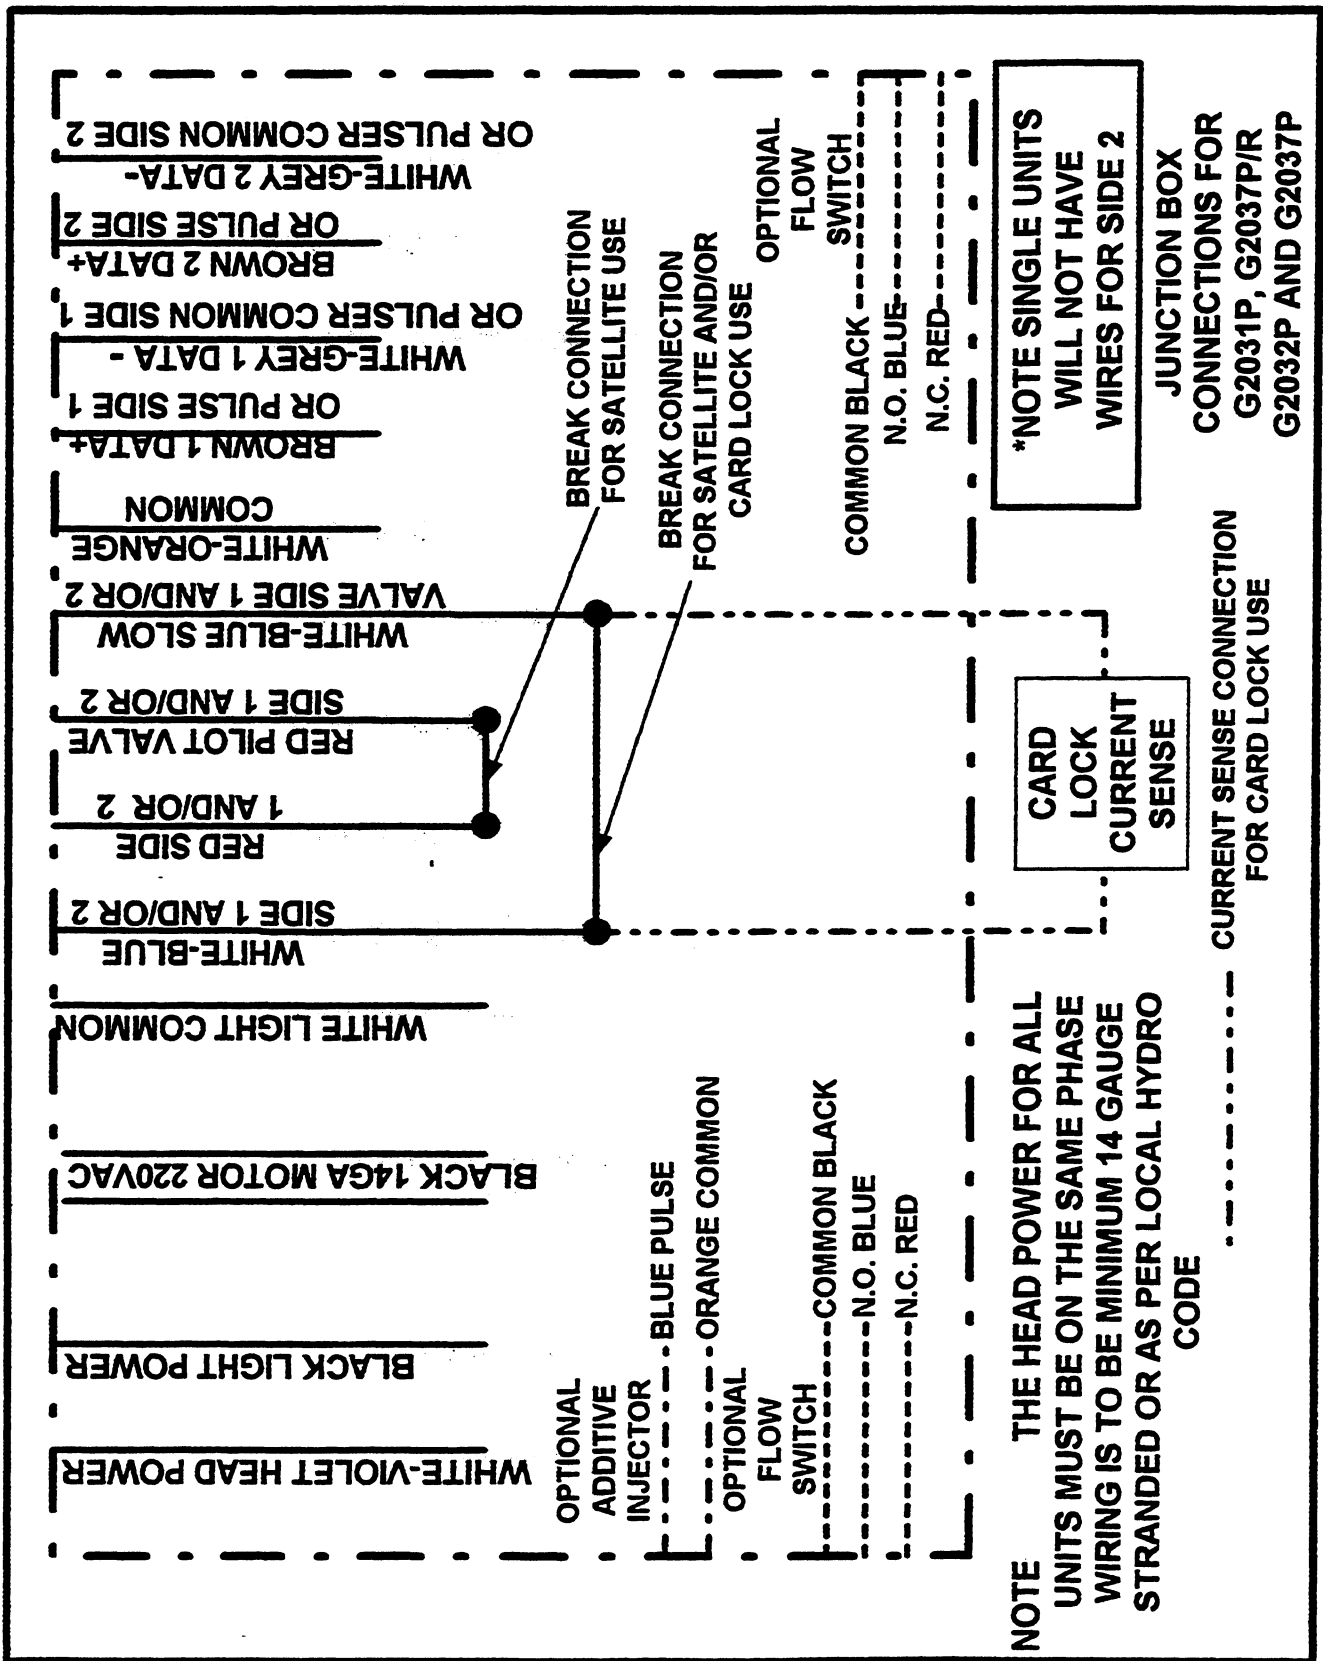 WHITE-VIOLET HEAD POWER
BLACK LIGHT POWER
BLACK 14GA MOTOR 220VAC
WHITE LIGHT COMMON
WHITE-BLUE
SIDE 1 AND/OR 2
RED SIDE
1 AND/OR 2
RED PILOT VALVE
SIDE 1 AND/OR 2
WHITE-BLUE SLOW
VALVE SIDE 1 AND/OR 2
WHITE-ORANGE
COMMON
BROWN 1 DATA+
OR PULSE SIDE 1
WHITE-GREY 1 DATA -
OR PULSER COMMON SIDE 1
BROWN 2 DATA+
OR PULSE SIDE 2
WHITE-GREY 2 DATA-
OR PULSER COMMON SIDE 2
BREAK CONNECTION
FOR SATELLITE USE
BREAK CONNECTION
FOR SATELLITE AND/OR
CARD LOCK USE
OPTIONAL
ADDITIVE
INJECTOR
BLUE PULSE
ORANGE COMMON
OPTIONAL
FLOW
SWITCH
COMMON BLACK
N.O. BLUE
N.C. RED
OPTIONAL
FLOW
SWITCH
COMMON BLACK
N.O. BLUE
N.C. RED
NOTE THE HEAD POWER FOR ALL
UNITS MUST BE ON THE SAME PHASE
WIRING IS TO BE MINIMUM 14 GAUGE
STRANDED OR AS PER LOCAL HYDRO
CODE
CARD
LOCK
CURRENT
SENSE
CURRENT SENSE CONNECTION
FOR CARD LOCK USE
*NOTE SINGLE UNITS
WILL NOT HAVE
WIRES FOR SIDE 2
JUNCTION BOX
CONNECTIONS FOR
G2031P, G2037P/R
G2032P AND G2037P